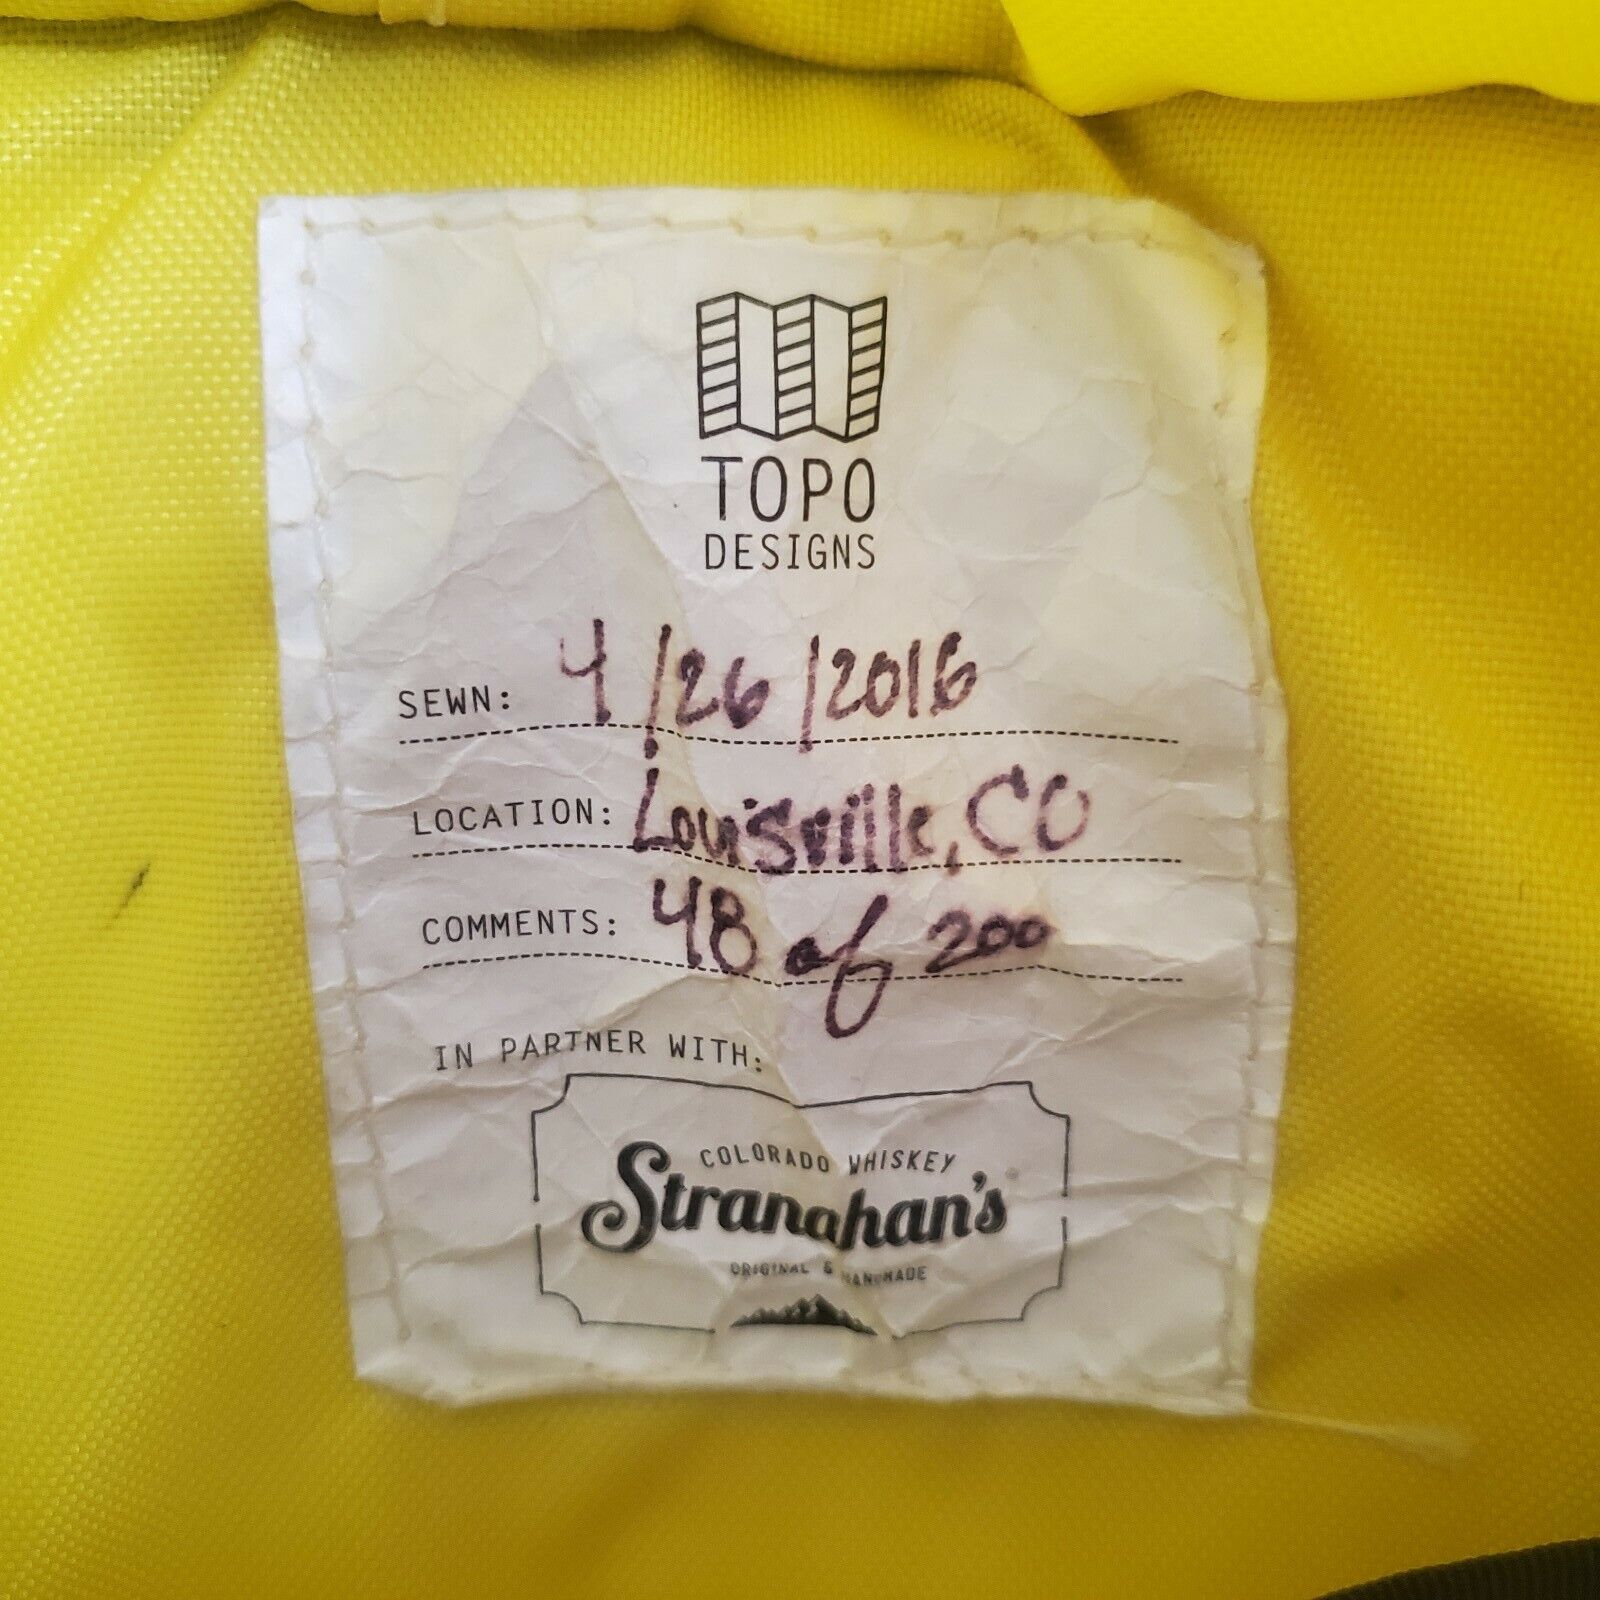 TOPO
DESIGNS
SEWN: 4/26/2016
LOCATION: Louisville, CO
COMMENTS: 48 of 200
IN PARTNER WITH:
COLORADO WHISKEY
Stranahan's®
ORIGINAL & HANDMADE